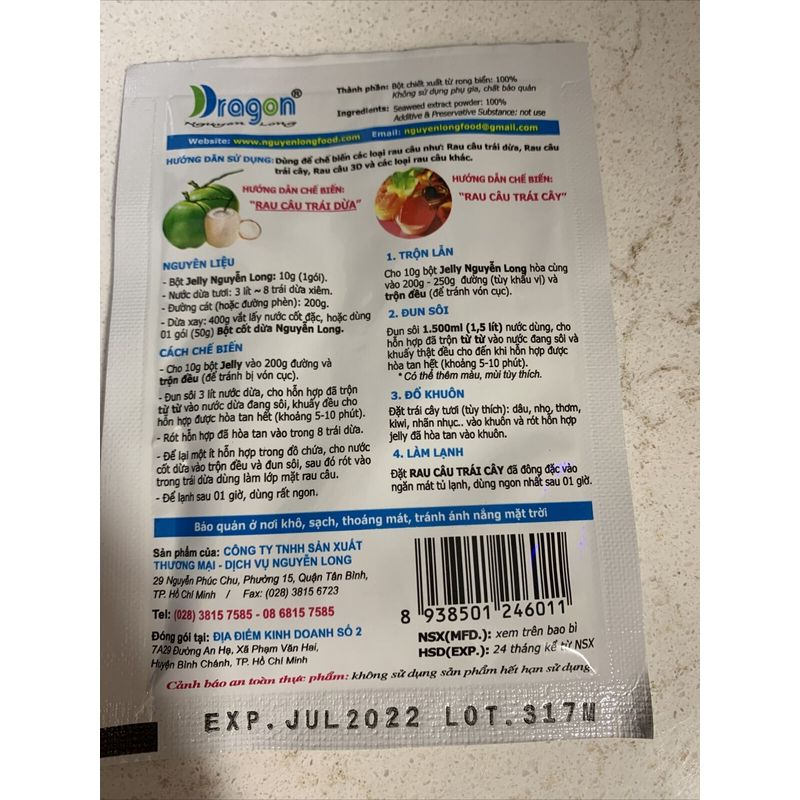 Dragon®
Nguyen Long
Thành phần: Bột chiết xuất từ rong biển: 100%
Không sử dụng phụ gia, chất bảo quản
Ingredients: Seaweed extract powder: 100%
Additive & Preservative Substance: not use
Website: www.nguyenlongfood.com Email: nguyenlongfood@gmail.com
HƯỚNG DẪN SỬ DỤNG: Dùng để chế biến các loại rau câu như: Rau câu trái dừa, Rau câu
trái cây, Rau câu 3D và các loại rau câu khác.
HƯỚNG DẪN CHẾ BIẾN:
"RAU CÂU TRÁI DỪA"
NGUYÊN LIỆU
- Bột Jelly Nguyễn Long: 10g (1gói).
- Nước dừa tươi: 3 lít ~ 8 trái dừa xiêm.
- Đường cát (hoặc đường phèn): 200g.
- Dừa xay: 400g vắt lấy nước cốt đặc, hoặc dùng
01 gói (50g) Bột cốt dừa Nguyễn Long.
CÁCH CHẾ BIẾN
- Cho 10g bột Jelly vào 200g đường và
trộn đều (để tránh bị vón cục).
- Đun sôi 3 lít nước dừa, cho hỗn hợp đã trộn
từ từ vào nước dừa đang sôi, khuấy đều cho
hỗn hợp được hòa tan hết (khoảng 5-10 phút).
- Rót hỗn hợp đã hòa tan vào trong 8 trái dừa.
- Để lại một ít hỗn hợp trong đồ chứa, cho nước
cốt dừa vào trộn đều và đun sôi, sau đó rót vào
trong trái dừa dùng làm lớp mặt rau câu.
- Để lạnh sau 01 giờ, dùng rất ngon.
HƯỚNG DẪN CHẾ BIẾN:
"RAU CÂU TRÁI CÂY"
1. TRỘN LẪN
Cho 10g bột Jelly Nguyễn Long hòa cùng
với 200g - 250g đường (tùy khẩu vị) và
trộn đều (để tránh vón cục).
2. ĐUN SÔI
Đun sôi 1.500ml (1,5 lít) nước dùng, cho
hỗn hợp đã trộn từ từ vào nước đang sôi và
khuấy thật đều cho đến khi hỗn hợp được
hòa tan hết (khoảng 5-10 phút).
* Có thể thêm màu, mùi tùy thích.
3. ĐỔ KHUÔN
Đặt trái cây tươi (tùy thích): dâu, nho, thơm,
kiwi, nhãn nhục.. vào khuôn và rót hỗn hợp
jelly đã hòa tan vào khuôn.
4. LÀM LẠNH
Đặt RAU CÂU TRÁI CÂY đã đông đặc vào
ngăn mát tủ lạnh, dùng ngon nhất sau 01 giờ.
Bảo quản ở nơi khô, sạch, thoáng mát, tránh ánh nắng mặt trời
Sản phẩm của: CÔNG TY TNHH SẢN XUẤT
THƯƠNG MẠI - DỊCH VỤ NGUYỄN LONG
29 Nguyễn Phúc Chu, Phường 15, Quận Tân Bình,
TP. Hồ Chí Minh / Fax: (028) 3815 6723
Tel: (028) 3815 7585 - 08 6815 7585
Đóng gói tại: ĐỊA ĐIỂM KINH DOANH SỐ 2
7A29 Đường An Hạ, Xã Phạm Văn Hai,
Huyện Bình Chánh, TP. Hồ Chí Minh
8 938501 246011
NSX(MFD.): xem trên bao bì
HSD(EXP.): 24 tháng kể từ NSX
Cảnh báo an toàn thực phẩm: không sử dụng sản phẩm hết hạn sử dụng
EXP. JUL2022 LOT. 317M